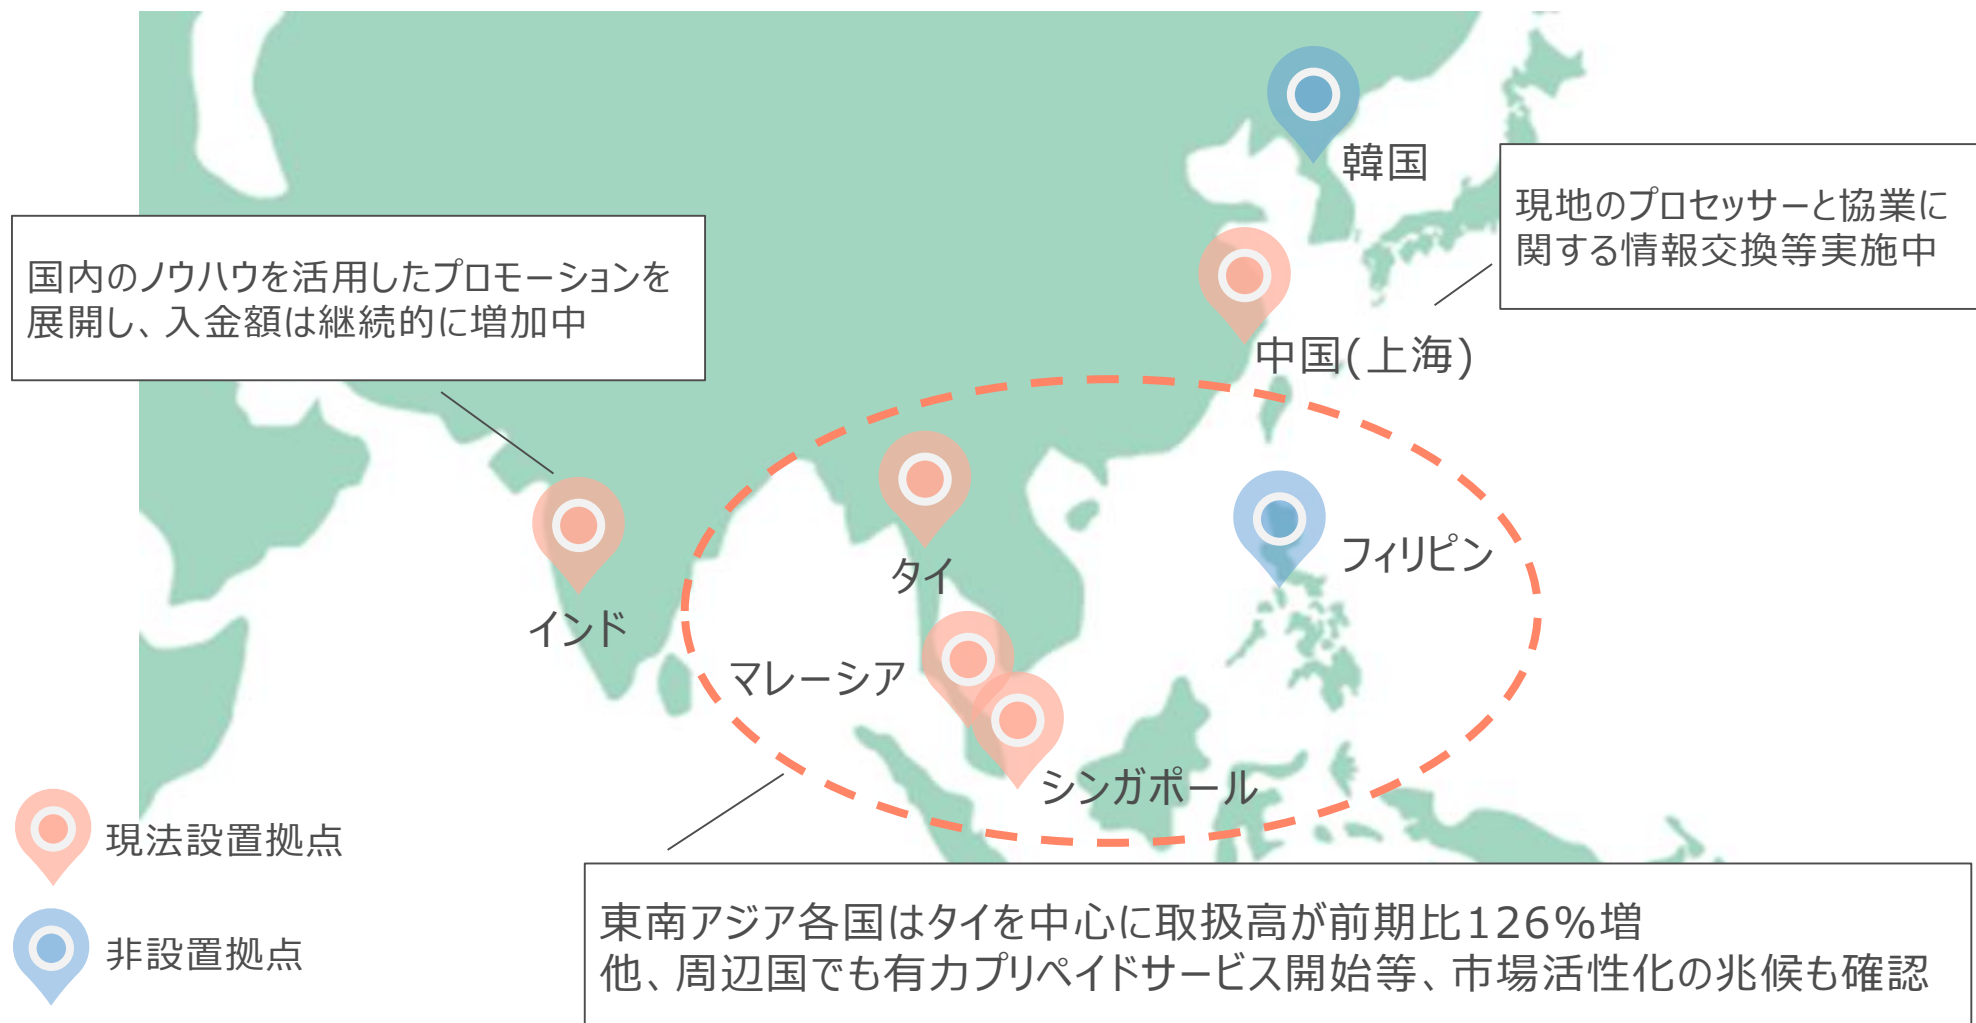 韓国
現地のプロセッサーと協業に
関する情報交換等実施中
国内のノウハウを活用したプロモーションを
展開し、入金額は継続的に増加中
中国(上海)
タイ
フィリピン
インド
マレーシア
シンガポール
現法設置拠点
非設置拠点
東南アジア各国はタイを中心に取扱高が前期比126%増
他、周辺国でも有力プリペイドサービス開始等、市場活性化の兆候も確認